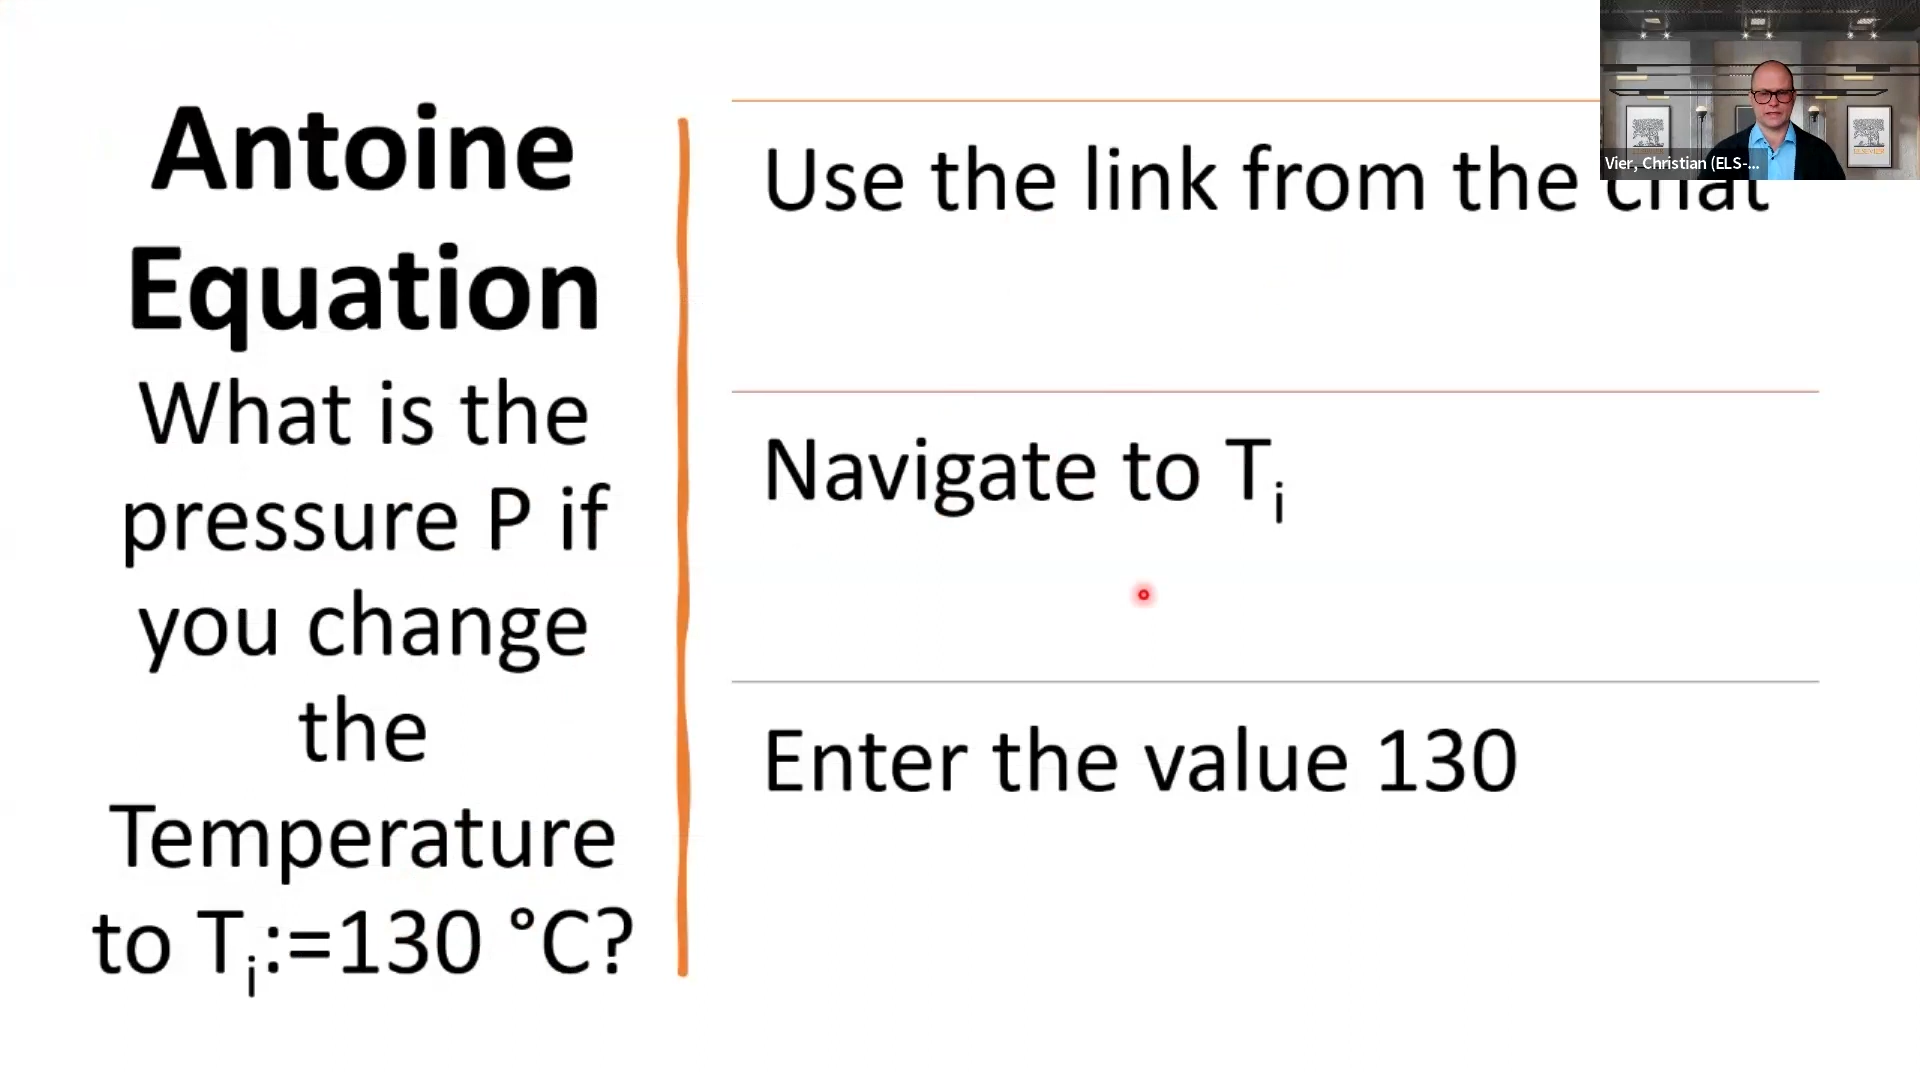 Antoine
Equation
What is the
pressure P if
you change
the
Temperature
to Tᵢ:=130 °C?
Use the link from the chat
Navigate to Tᵢ
Enter the value 130
Vier, Christian (ELS-...